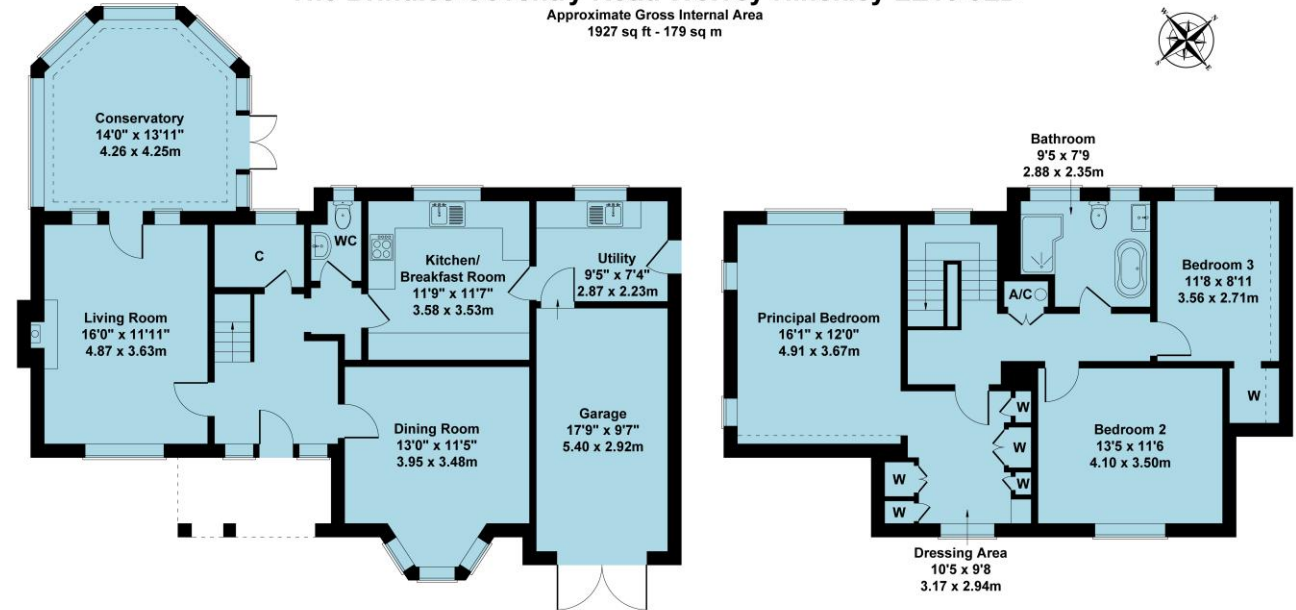 Approximate Gross Internal Area
1927 sq ft - 179 sq m
W
N
S
E
Conservatory
14'0" x 13'11"
4.26 x 4.25m
C
WC
Kitchen/
Breakfast Room
11'9" x 11'7"
3.58 x 3.53m
Utility
9'5" x 7'4"
2.87 x 2.23m
Living Room
16'0" x 11'11"
4.87 x 3.63m
Dining Room
13'0" x 11'5"
3.95 x 3.48m
Garage
17'9" x 9'7"
5.40 x 2.92m
Bathroom
9'5 x 7'9
2.88 x 2.35m
A/C
Bedroom 3
11'8 x 8'11
3.56 x 2.71m
Principal Bedroom
16'1" x 12'0"
4.91 x 3.67m
W
W
W
W
W
W
Bedroom 2
13'5 x 11'6
4.10 x 3.50m
Dressing Area
10'5 x 9'8
3.17 x 2.94m